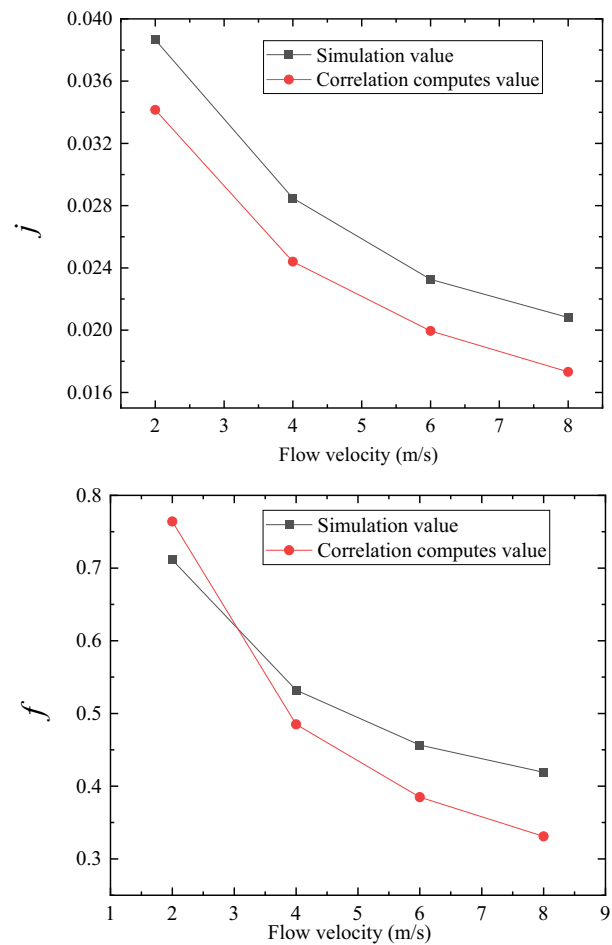 0.040
0.036
0.032
0.028
0.024
0.020
0.016
j
Simulation value
Correlation computes value
2 3 4 5 6 7 8
Flow velocity (m/s)
0.8
0.7
0.6
0.5
0.4
0.3
f
Simulation value
Correlation computes value
1 2 3 4 5 6 7 8 9
Flow velocity (m/s)